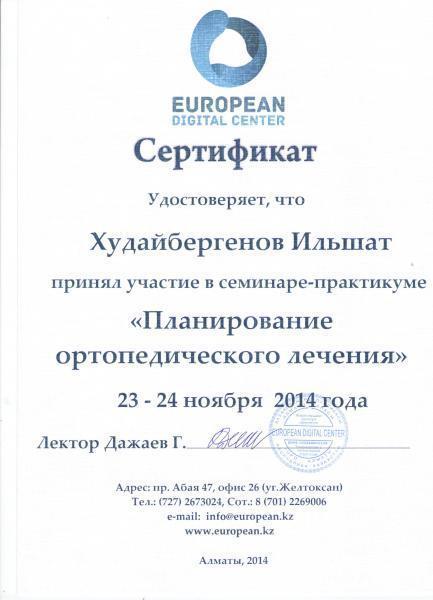 EUROPEAN
DIGITAL CENTER
Сертификат
Удостоверяет, что
Худайбергенов Ильшат
принял участие в семинаре-практикуме
«Планирование
ортопедического лечения»
23 - 24 ноября 2014 года
EUROPEAN DIGITAL CENTER
Лектор Дажаев Г.
Адрес: пр. Абая 47, офис 26 (уг.Желтоксан)
Тел.: (727) 2673024, Сот.: 8 (701) 2269006
e-mail: info@european.kz
www.european.kz
Алматы, 2014